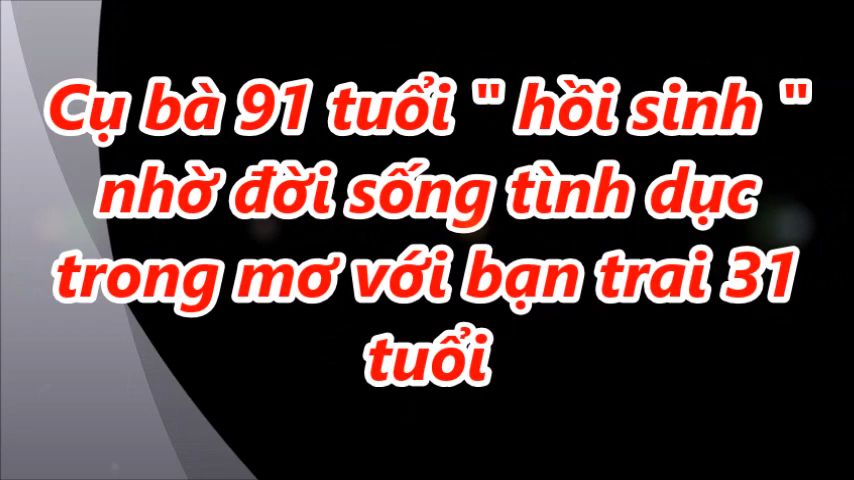 Cụ bà 91 tuổi " hồi sinh "
nhờ đời sống tình dục
trong mơ với bạn trai 31
tuổi